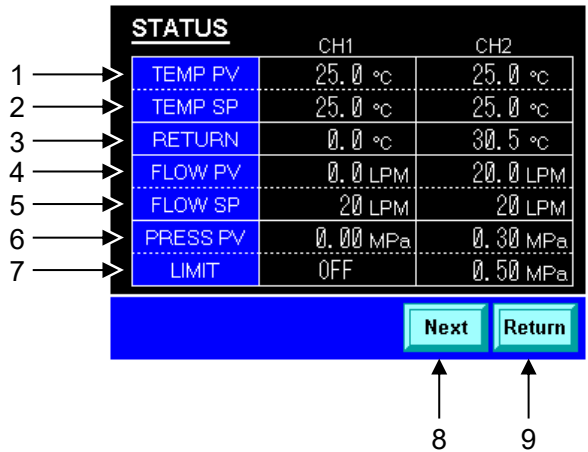 STATUS
CH1 CH2
1 TEMP PV 25.0 °C 25.0 °C
2 TEMP SP 25.0 °C 25.0 °C
3 RETURN 0.0 °C 30.5 °C
4 FLOW PV 0.0 LPM 20.0 LPM
5 FLOW SP 20 LPM 20 LPM
6 PRESS PV 0.00 MPa 0.30 MPa
7 LIMIT OFF 0.50 MPa
Next Return
8 9